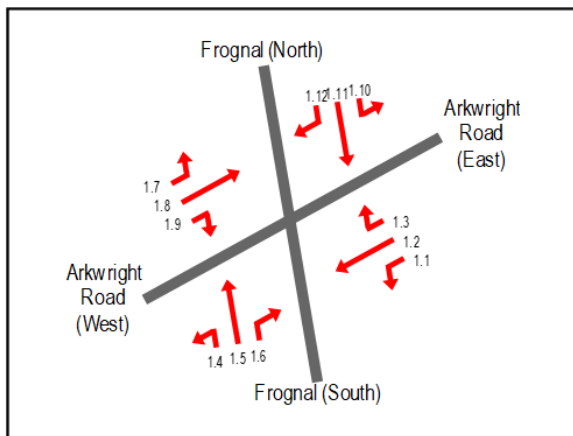 Frognal (North)
1.12
1.11
1.10
Arkwright
Road
(East)
1.7
1.8
1.9
1.3
1.2
1.1
Arkwright
Road
(West)
1.4
1.5
1.6
Frognal (South)